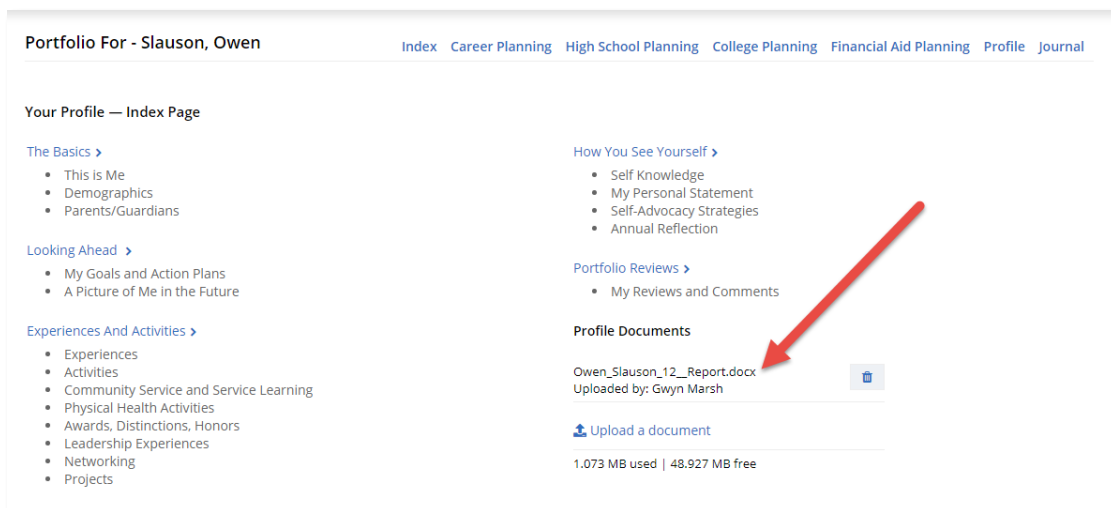 Portfolio For - Slauson, Owen
Index Career Planning High School Planning College Planning Financial Aid Planning Profile Journal
Your Profile — Index Page
The Basics >
• This is Me
• Demographics
• Parents/Guardians
Looking Ahead >
• My Goals and Action Plans
• A Picture of Me in the Future
Experiences And Activities >
• Experiences
• Activities
• Community Service and Service Learning
• Physical Health Activities
• Awards, Distinctions, Honors
• Leadership Experiences
• Networking
• Projects
How You See Yourself >
• Self Knowledge
• My Personal Statement
• Self-Advocacy Strategies
• Annual Reflection
Portfolio Reviews >
• My Reviews and Comments
Profile Documents
Owen_Slauson_12__Report.docx
Uploaded by: Gwyn Marsh
Upload a document
1.073 MB used | 48.927 MB free